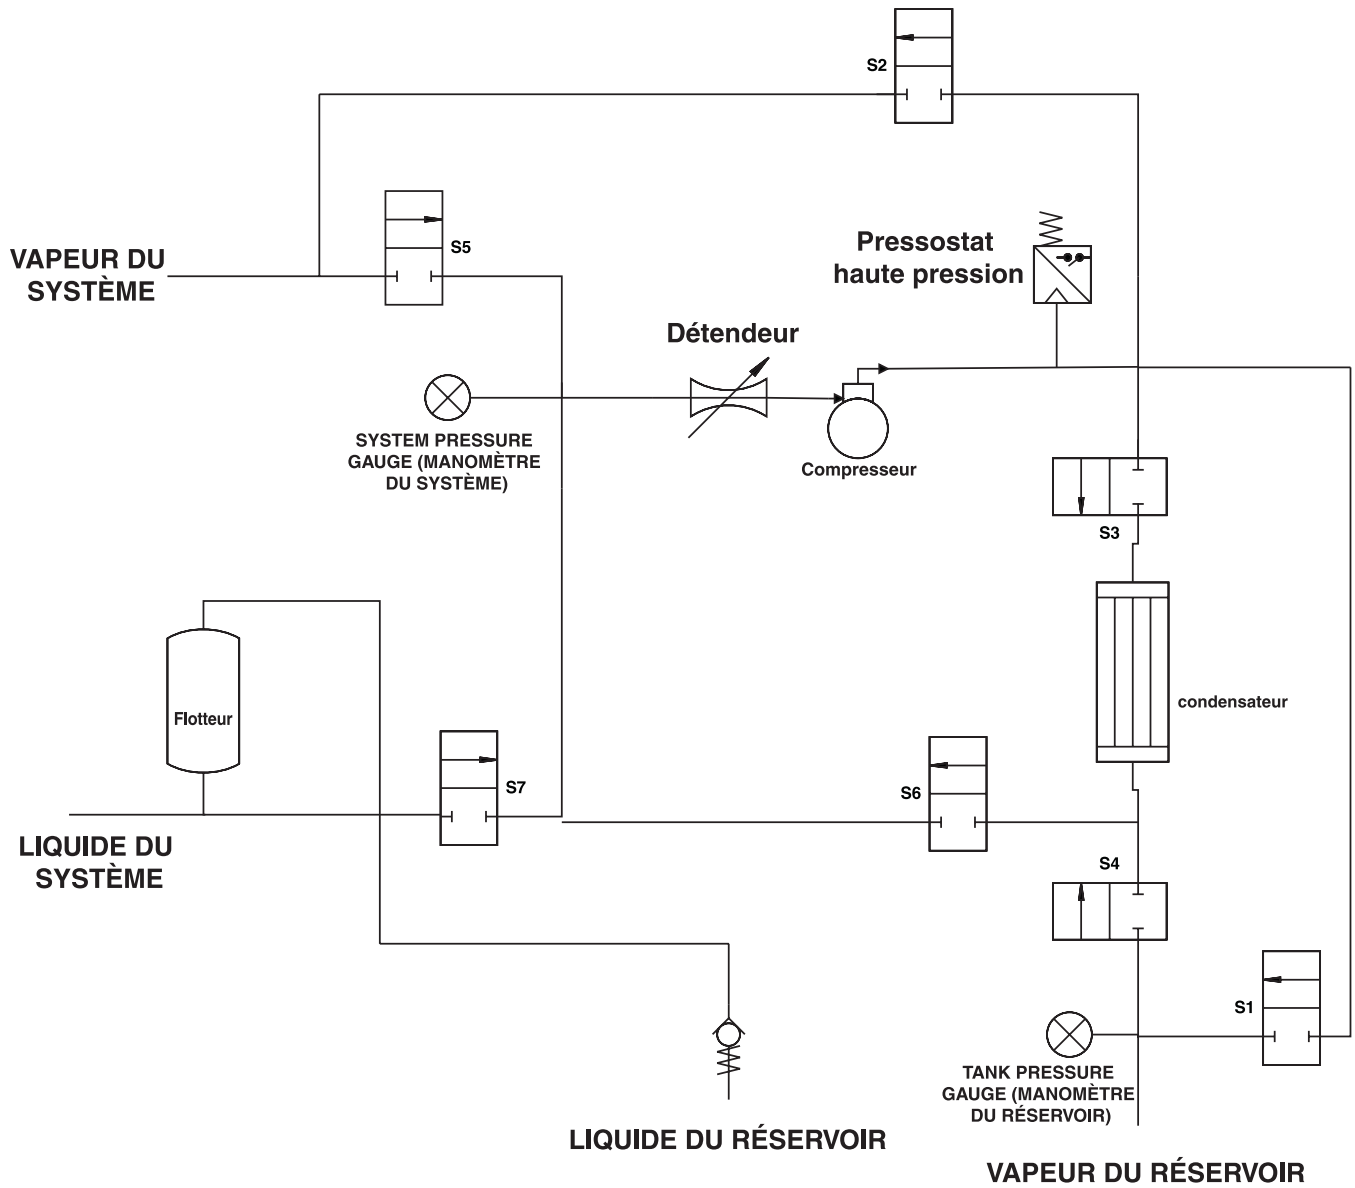 S2
S5
VAPEUR DU
SYSTÈME
Pressostat
haute pression
Détendeur
SYSTEM PRESSURE
GAUGE (MANOMÈTRE
DU SYSTÈME)
Compresseur
S3
Flotteur
condensateur
S7
S6
LIQUIDE DU
SYSTÈME
S4
S1
TANK PRESSURE
GAUGE (MANOMÈTRE
DU RÉSERVOIR)
LIQUIDE DU RÉSERVOIR
VAPEUR DU RÉSERVOIR